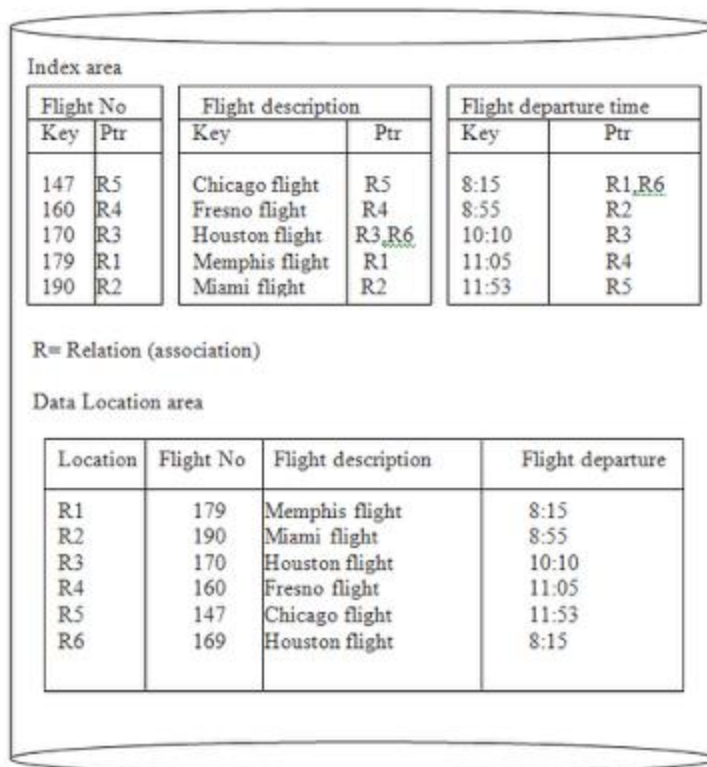 Index area
Flight No Flight description Flight departure time
Key Ptr Key Ptr Key Ptr
147 R5 Chicago flight R5 8:15 R1,R6
160 R4 Fresno flight R4 8:55 R2
170 R3 Houston flight R3,R6 10:10 R3
179 R1 Memphis flight R1 11:05 R4
190 R2 Miami flight R2 11:53 R5
R= Relation (association)
Data Location area
Location Flight No Flight description Flight departure
R1 179 Memphis flight 8:15
R2 190 Miami flight 8:55
R3 170 Houston flight 10:10
R4 160 Fresno flight 11:05
R5 147 Chicago flight 11:53
R6 169 Houston flight 8:15